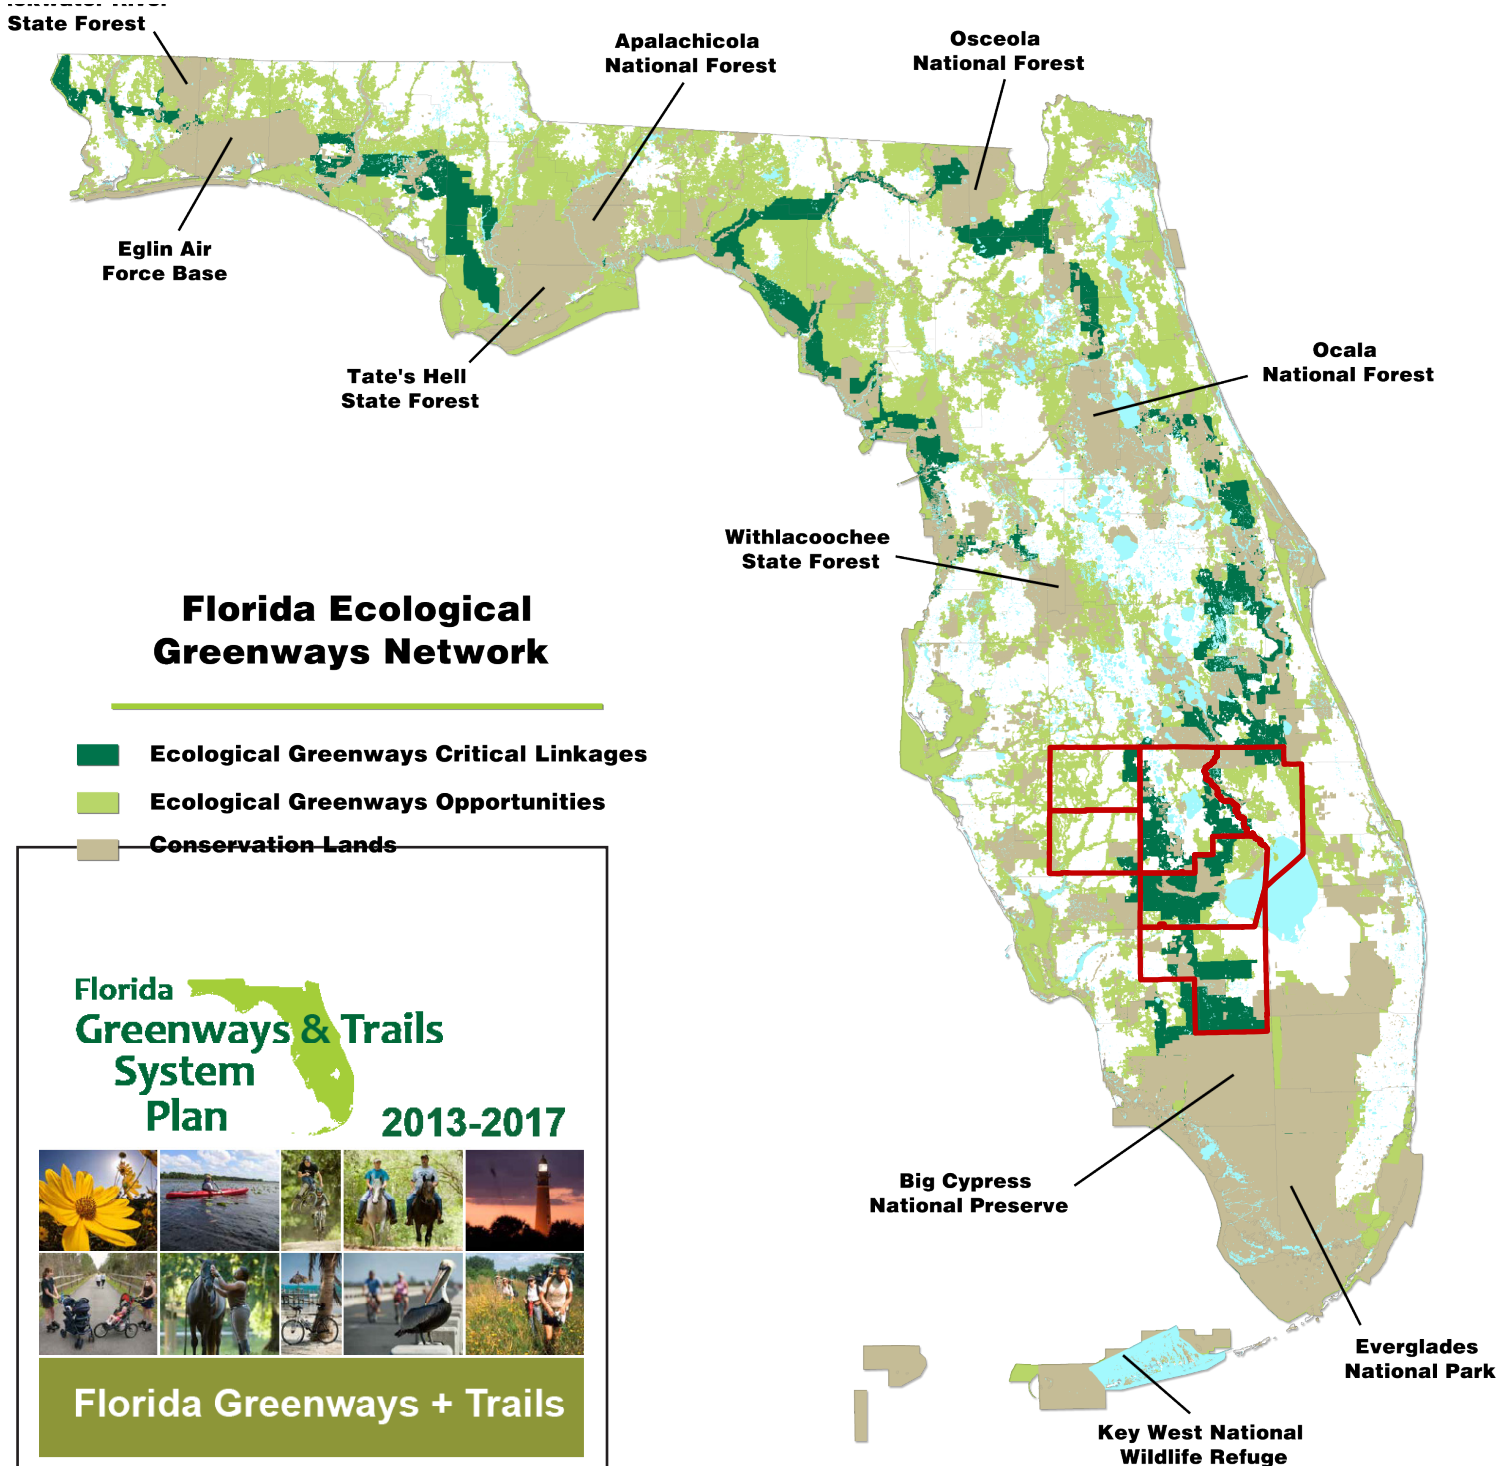 State Forest
Apalachicola
National Forest
Osceola
National Forest
Eglin Air
Force Base
Tate's Hell
State Forest
Ocala
National Forest
Withlacoochee
State Forest
Florida Ecological
Greenways Network
Ecological Greenways Critical Linkages
Ecological Greenways Opportunities
Conservation Lands
Florida
Greenways & Trails
System
Plan
2013-2017
Big Cypress
National Preserve
Everglades
National Park
Key West National
Wildlife Refuge
Florida Greenways + Trails